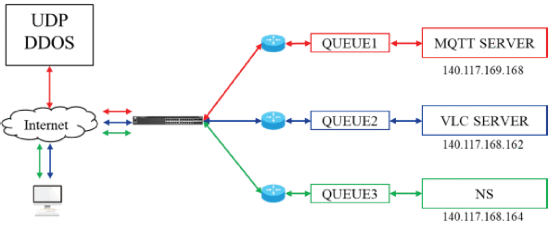 UDP
DDOS
Internet
QUEUE1
MQTT SERVER
140.117.169.168
QUEUE2
VLC SERVER
140.117.168.162
QUEUE3
NS
140.117.168.164